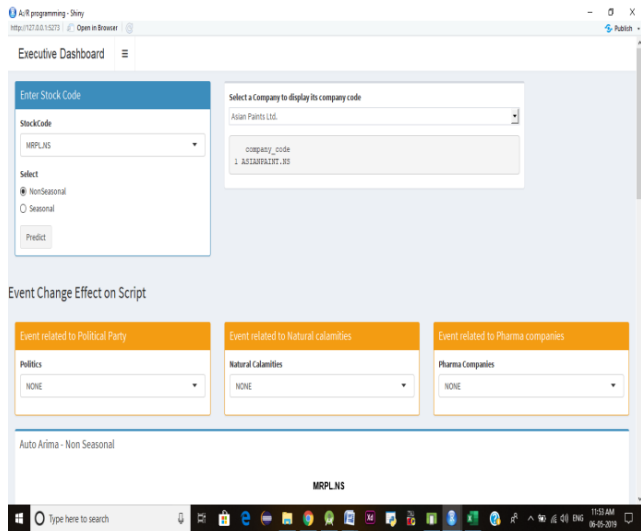 A:/R programming - Shiny
http://127.0.0.1:5273 Open in Browser
Publish
Executive Dashboard
Enter Stock Code
StockCode
MRPL.NS
Select
NonSeasonal
Seasonal
Predict
Select a Company to display its company code
Asian Paints Ltd.
company_code
1 ASIANPAINT.NS
Event Change Effect on Script
Event related to Political Party
Politics
NONE
Event related to Natural calamities
Natural Calamities
NONE
Event related to Pharma companies
Pharma Companies
NONE
Auto Arima - Non Seasonal
MRPL.NS
Type here to search
ENG
11:53 AM
06-05-2019